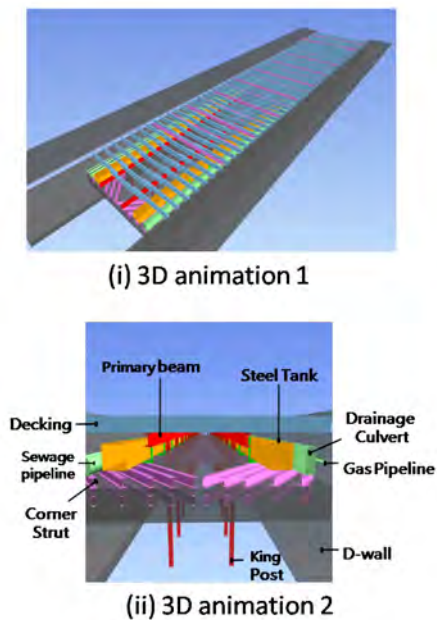 (i) 3D animation 1
Primary beam
Steel Tank
Decking
Drainage
Culvert
Sewage
pipeline
Gas Pipeline
Corner
Strut
King
Post
D-wall
(ii) 3D animation 2